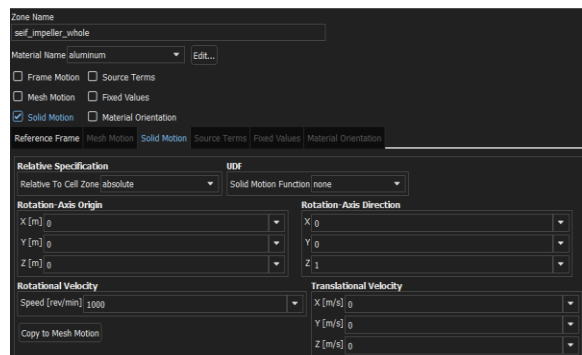 Zone Name
seif_impeller_whole
Material Name aluminum Edit...
Frame Motion Source Terms
Mesh Motion Fixed Values
Solid Motion Material Orientation
Reference Frame Mesh Motion Solid Motion Source Terms Fixed Values Material Orientation
Relative Specification UDF
Relative To Cell Zone absolute Solid Motion Function none
Rotation-Axis Origin Rotation-Axis Direction
X [m] 0 X 0
Y [m] 0 Y 0
Z [m] 0 Z 1
Rotational Velocity Translational Velocity
Speed [rev/min] 1000 X [m/s] 0
Copy to Mesh Motion Y [m/s] 0
Z [m/s] 0